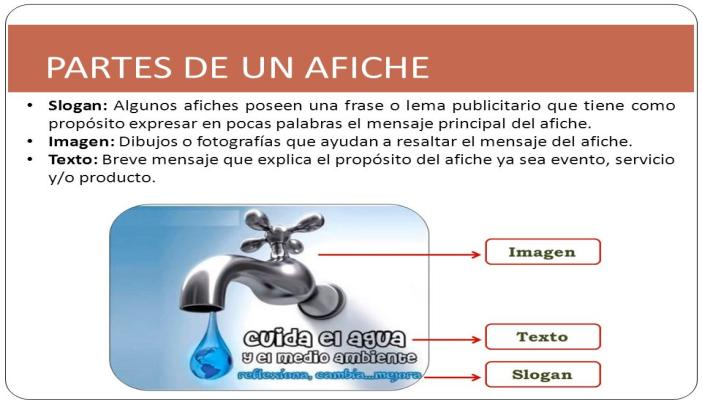 PARTES DE UN AFICHE
• Slogan: Algunos afiches poseen una frase o lema publicitario que tiene como
propósito expresar en pocas palabras el mensaje principal del afiche.
• Imagen: Dibujos o fotografías que ayudan a resaltar el mensaje del afiche.
• Texto: Breve mensaje que explica el propósito del afiche ya sea evento, servicio
y/o producto.
Imagen
cuida el agua
y el medio ambiente
Texto
reflexiona, cambia...mejora
Slogan